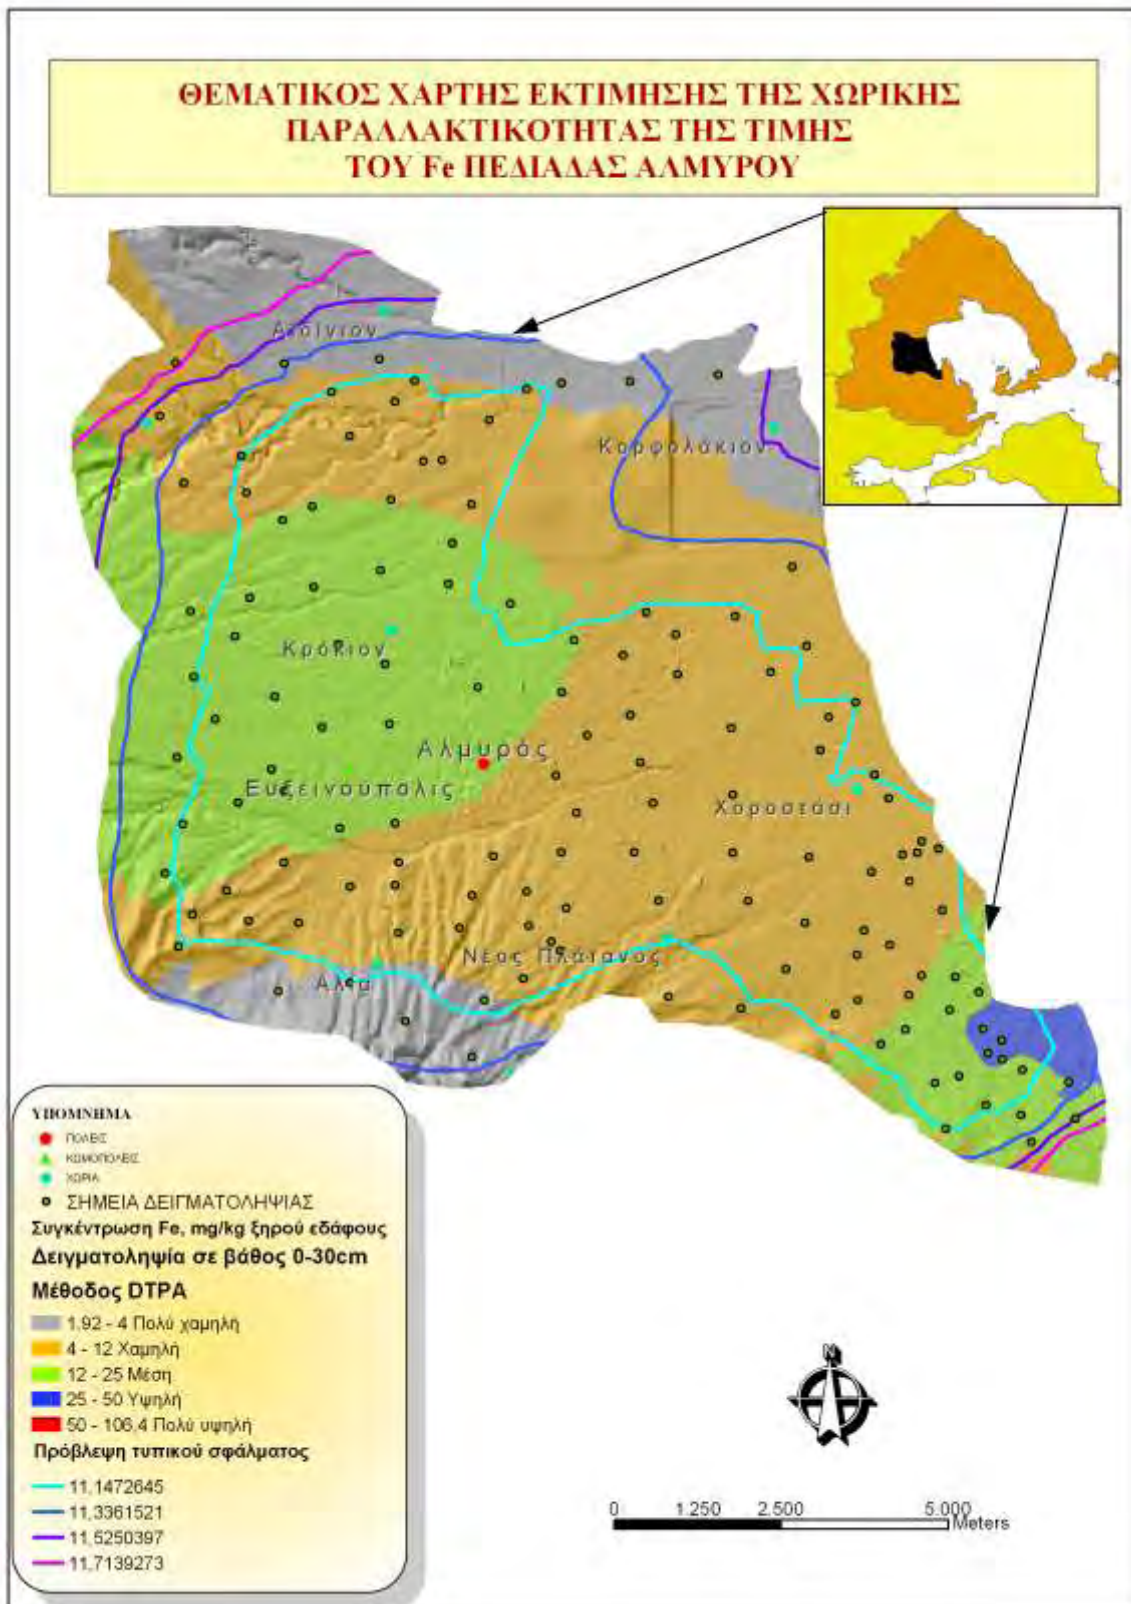 ΘΕΜΑΤΙΚΟΣ ΧΑΡΤΗΣ ΕΚΤΙΜΗΣΗΣ ΤΗΣ ΧΩΡΙΚΗΣ
ΠΑΡΑΛΛΑΚΤΙΚΟΤΗΤΑΣ ΤΗΣ ΤΙΜΗΣ
ΤΟΥ Fe ΠΕΔΙΑΔΑΣ ΑΛΜΥΡΟΥ
Κροκιον
Αλμυρός
Ευξεινουπολις
Νέος Πλάτανος
ΥΠΟΜΝΗΜΑ
ΠΟΛΕΙΣ
ΚΩΜΟΠΟΛΕΙΣ
ΧΩΡΙΑ
ΣΗΜΕΙΑ ΔΕΙΓΜΑΤΟΛΗΨΙΑΣ
Συγκέντρωση Fe, mg/kg ξηρού εδάφους
Δειγματοληψία σε βάθος 0-30cm
Μέθοδος DTPA
1.92 - 4 Πολύ χαμηλή
4 - 12 Χαμηλή
12 - 25 Μέση
25 - 50 Υψηλή
50 - 106,4 Πολύ υψηλή
Πρόβλεψη τυπικού σφάλματος
11,1472645
11,3361521
11,5250397
11,7139273
N
0 1.250 2.500 5.000
Meters